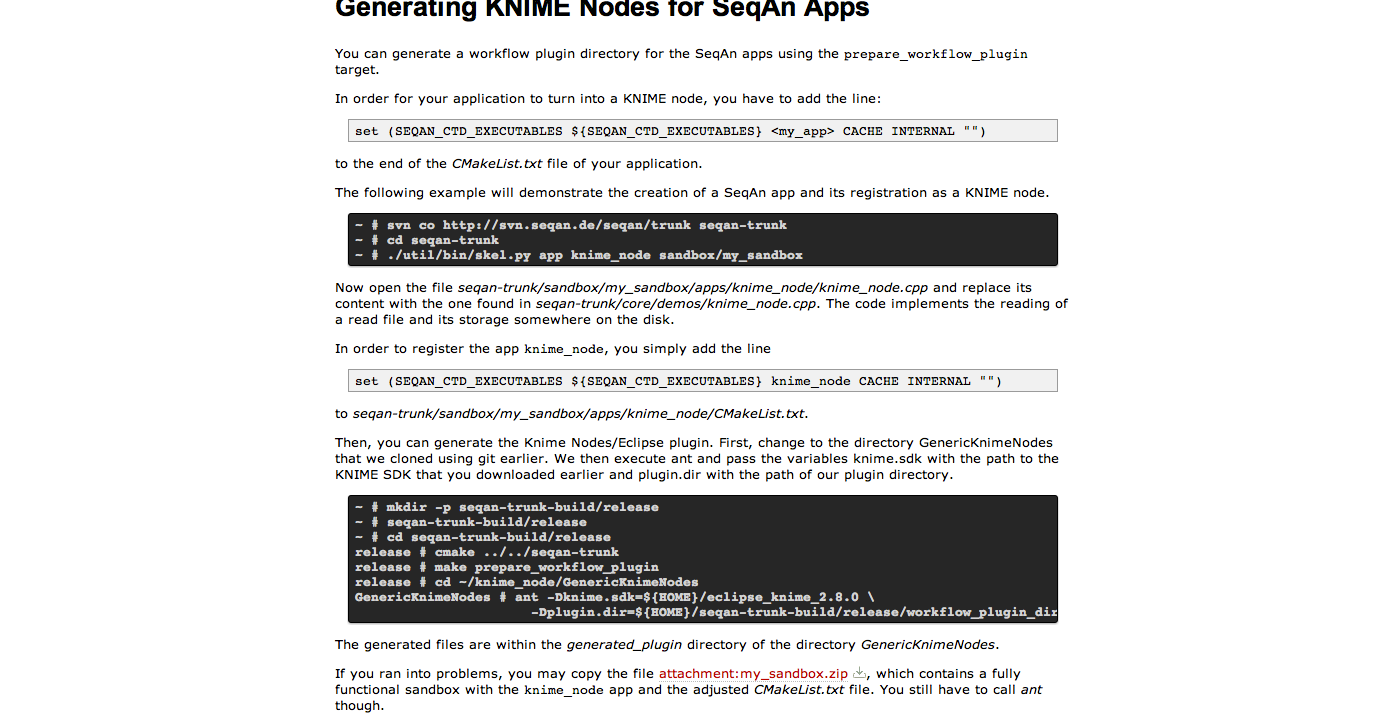 Generating KNIME Nodes for SeqAn Apps
You can generate a workflow plugin directory for the SeqAn apps using the prepare_workflow_plugin
target.
In order for your application to turn into a KNIME node, you have to add the line:
set (SEQAN_CTD_EXECUTABLES ${SEQAN_CTD_EXECUTABLES} <my_app> CACHE INTERNAL "")
to the end of the CMakeList.txt file of your application.
The following example will demonstrate the creation of a SeqAn app and its registration as a KNIME node.
~ # svn co http://svn.seqan.de/seqan/trunk seqan-trunk
~ # cd seqan-trunk
~ # ./util/bin/skel.py app knime_node sandbox/my_sandbox
Now open the file seqan-trunk/sandbox/my_sandbox/apps/knime_node/knime_node.cpp and replace its
content with the one found in seqan-trunk/core/demos/knime_node.cpp. The code implements the reading of
a read file and its storage somewhere on the disk.
In order to register the app knime_node, you simply add the line
set (SEQAN_CTD_EXECUTABLES ${SEQAN_CTD_EXECUTABLES} knime_node CACHE INTERNAL "")
to seqan-trunk/sandbox/my_sandbox/apps/knime_node/CMakeList.txt.
Then, you can generate the Knime Nodes/Eclipse plugin. First, change to the directory GenericKnimeNodes
that we cloned using git earlier. We then execute ant and pass the variables knime.sdk with the path to the
KNIME SDK that you downloaded earlier and plugin.dir with the path of our plugin directory.
~ # mkdir -p seqan-trunk-build/release
~ # seqan-trunk-build/release
~ # cd seqan-trunk-build/release
release # cmake ../../seqan-trunk
release # make prepare_workflow_plugin
release # cd ~/knime_node/GenericKnimeNodes
GenericKnimeNodes # ant -Dknime.sdk=${HOME}/eclipse_knime_2.8.0 \
-Dplugin.dir=${HOME}/seqan-trunk-build/release/workflow_plugin_dir
The generated files are within the generated_plugin directory of the directory GenericKnimeNodes.
If you ran into problems, you may copy the file attachment:my_sandbox.zip, which contains a fully
functional sandbox with the knime_node app and the adjusted CMakeList.txt file. You still have to call ant
though.